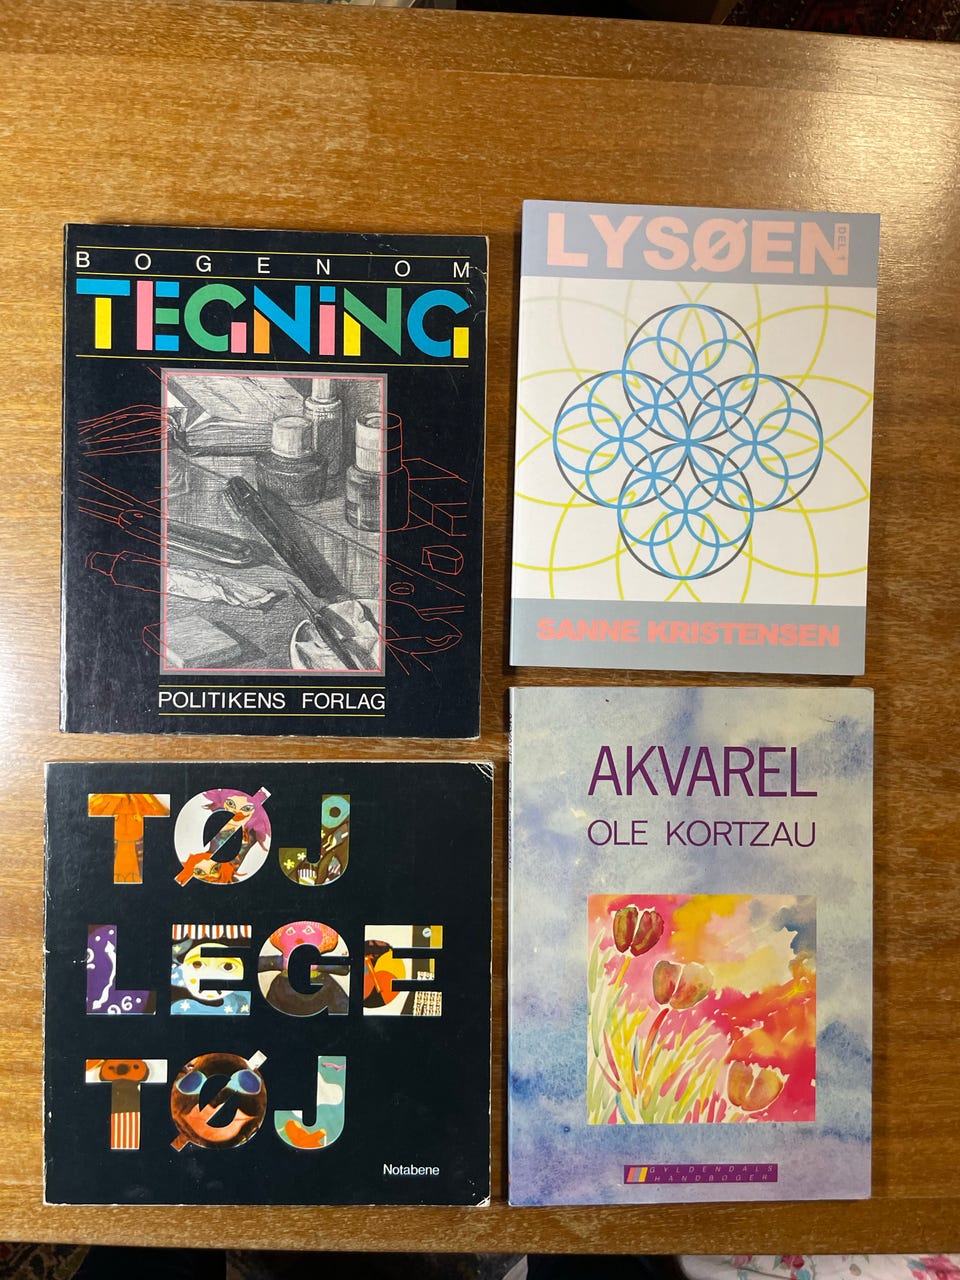 BOGEN OM
TEGNiNG
POLITIKENS FORLAG
LYSØEN
DEL 1
SANNE KRISTENSEN
TØJ
LEGE
TØJ
Notabene
AKVAREL
OLE KORTZAU
GYLDENDALS
HÅNDBØGER